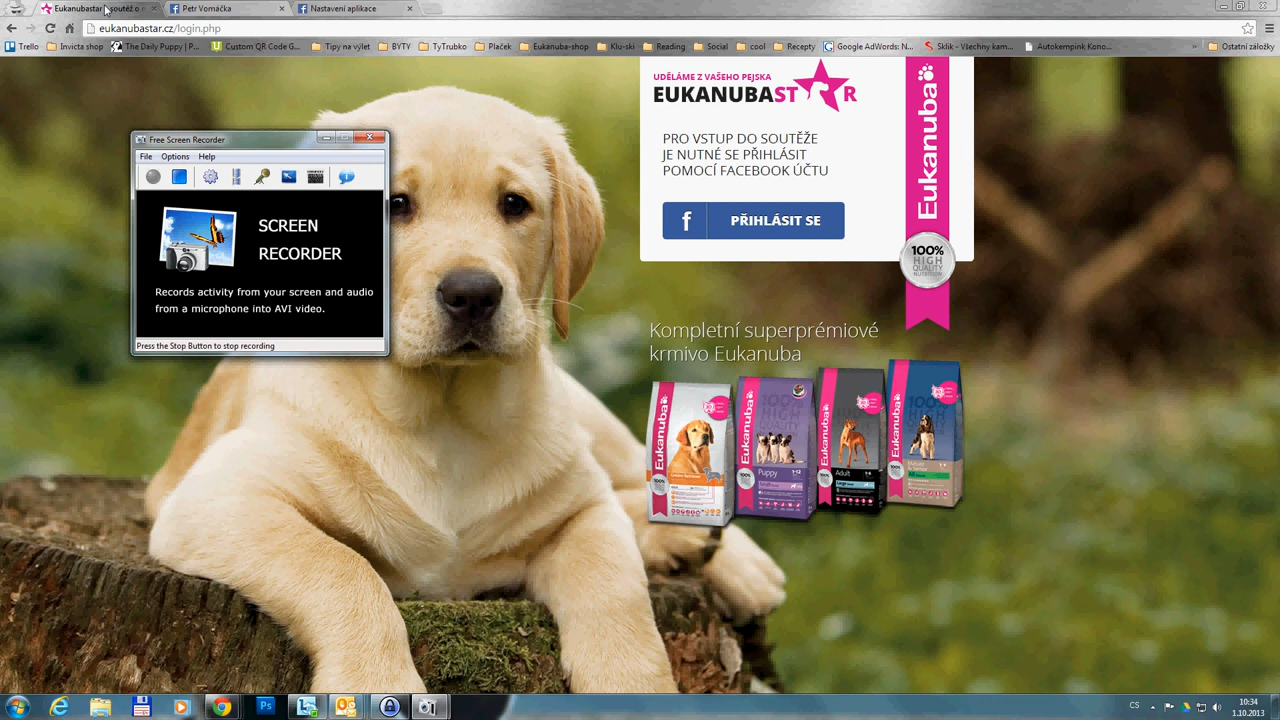 Eukanubastar
Petr Vomáčka
Nastavení aplikace
eukanubastar.cz/login.php
Trello
Invicta shop
The Daily Puppy | P...
Custom QR Code G...
Tipy na výlet
BYTY
TyTrubko
Plaček
Eukanuba-shop
Klu-ski
Reading
Social
cool
Recepty
Google AdWords: N...
Sklik - Všechny kam...
Autokempink Kono...
»
Ostatní záložky
UDĚLÁME Z VAŠEHO PEJSKA
EUKANUBASTAR
PRO VSTUP DO SOUTĚŽE
JE NUTNÉ SE PŘIHLÁSIT
POMOCÍ FACEBOOK ÚČTU
f PŘIHLÁSIT SE
Eukanuba
100%
HIGH
QUALITY
NUTRITION
Free Screen Recorder
File Options Help
SCREEN
RECORDER
Records activity from your screen and audio
from a microphone into AVI video.
Press the Stop Button to stop recording
Kompletní superprémiové
krmivo Eukanuba
Eukanuba
Eukanuba
Puppy
Eukanuba
Adult
Eukanuba
Ps
CS
10:34
1.10.2013